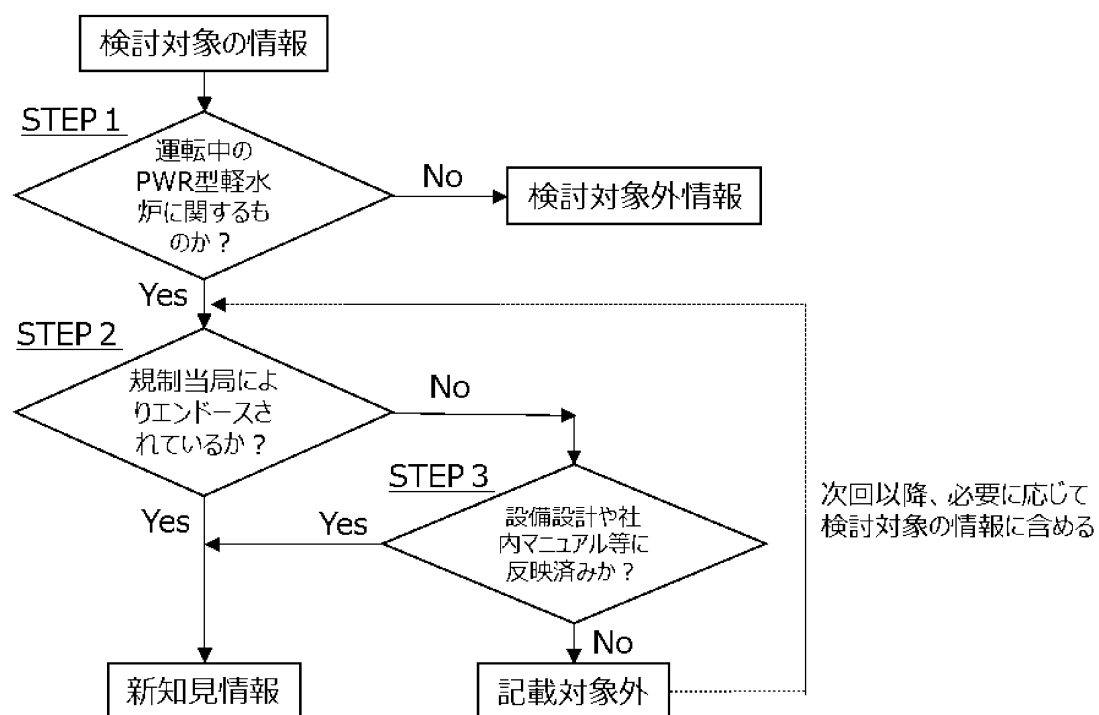 検討対象の情報
STEP 1
運転中の
PWR型軽水
炉に関するも
のか？
No
検討対象外情報
Yes
STEP 2
規制当局によ
りエンドースさ
れているか？
No
STEP 3
設備設計や社
内マニュアル等に
反映済みか？
Yes
Yes
次回以降、必要に応じて
検討対象の情報に含める
No
新知見情報
記載対象外